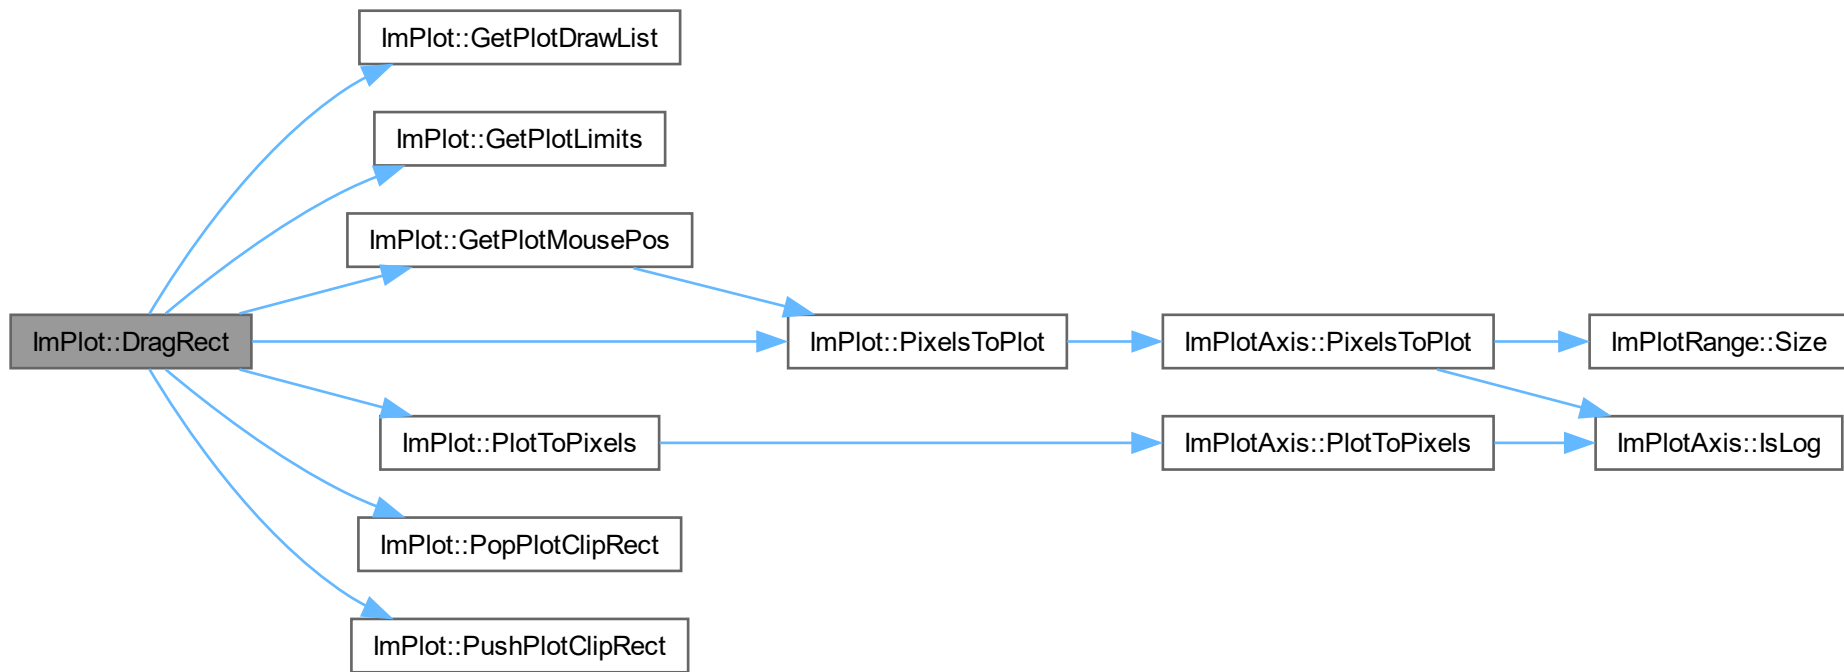 ImPlot::GetPlotDrawList
ImPlot::GetPlotLimits
ImPlot::GetPlotMousePos
ImPlot::DragRect
ImPlot::PixelsToPlot
ImPlotAxis::PixelsToPlot
ImPlotRange::Size
ImPlot::PlotToPixels
ImPlotAxis::PlotToPixels
ImPlotAxis::IsLog
ImPlot::PopPlotClipRect
ImPlot::PushPlotClipRect